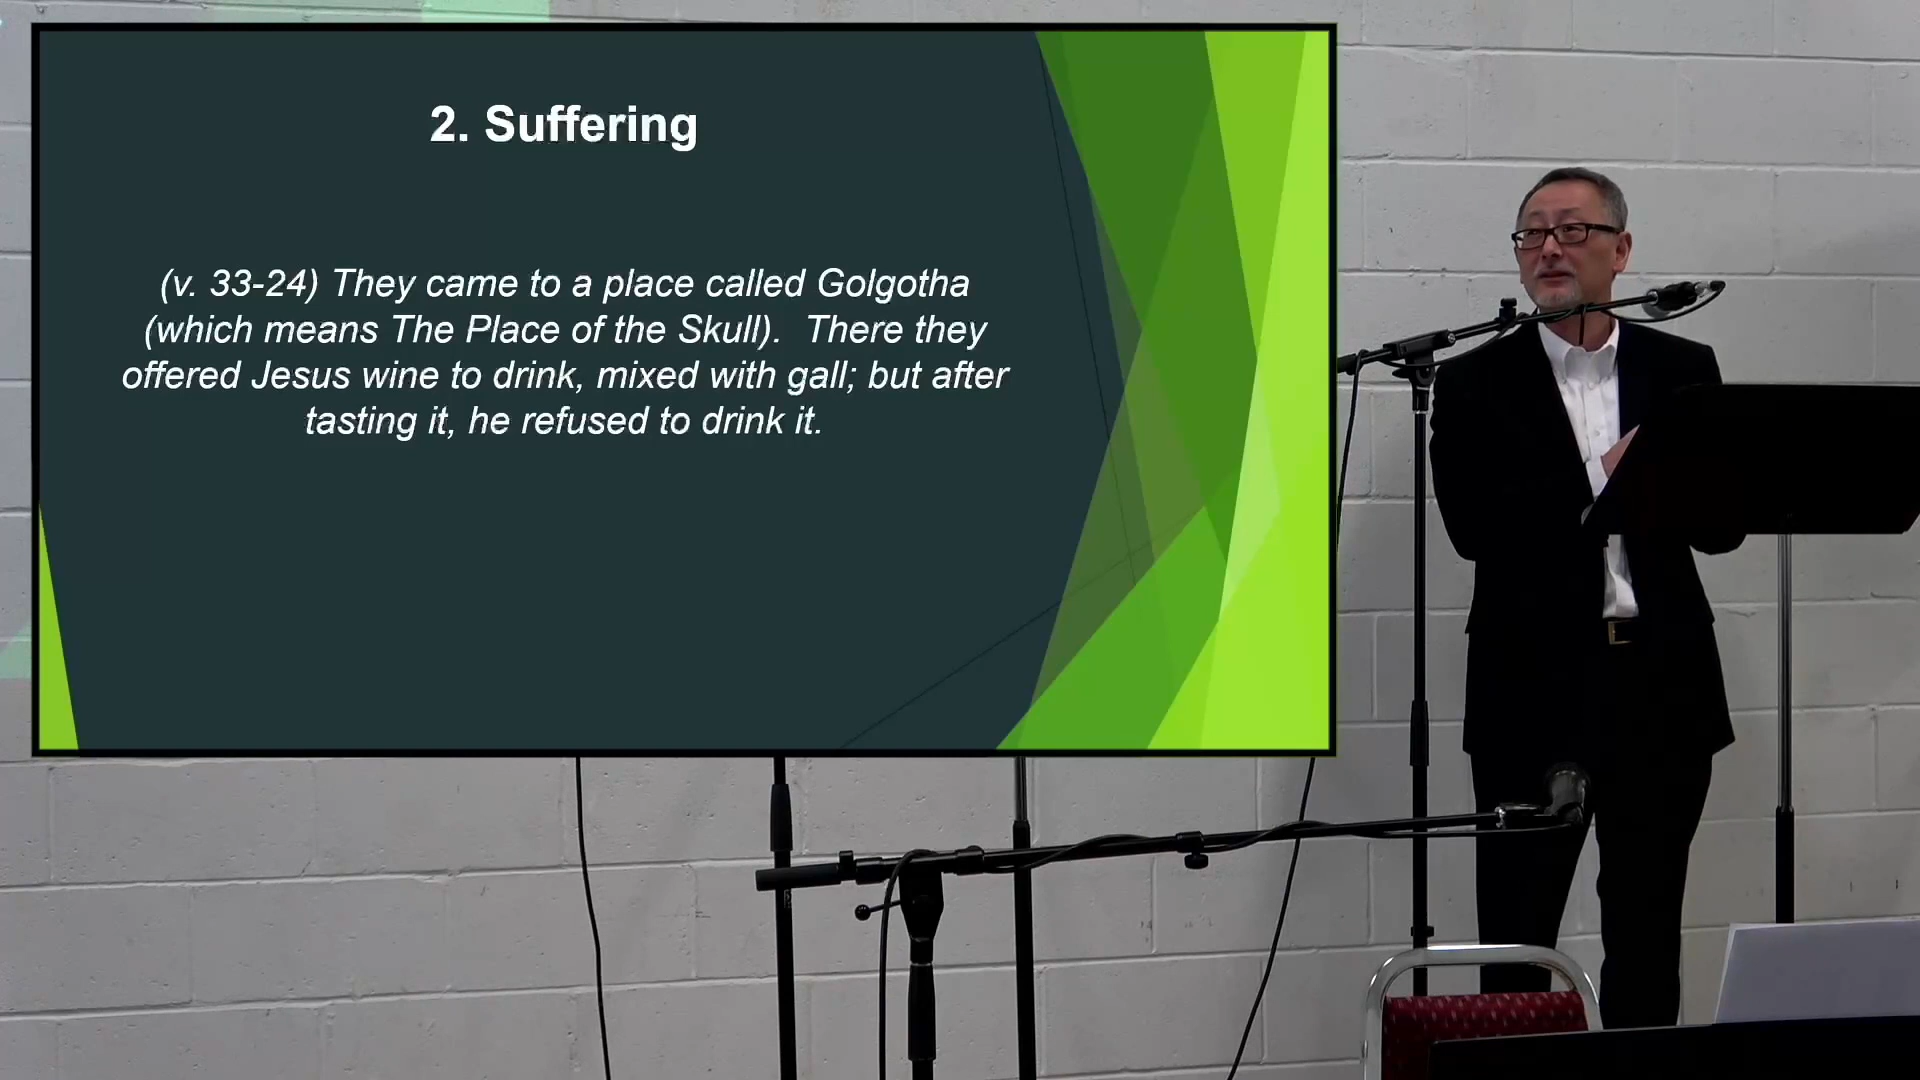 2. Suffering
(v. 33-24) They came to a place called Golgotha
(which means The Place of the Skull).  There they
offered Jesus wine to drink, mixed with gall; but after
tasting it, he refused to drink it.